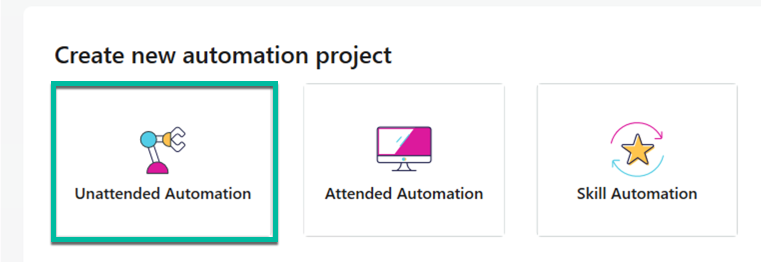 Create new automation project
Unattended Automation
Attended Automation
Skill Automation